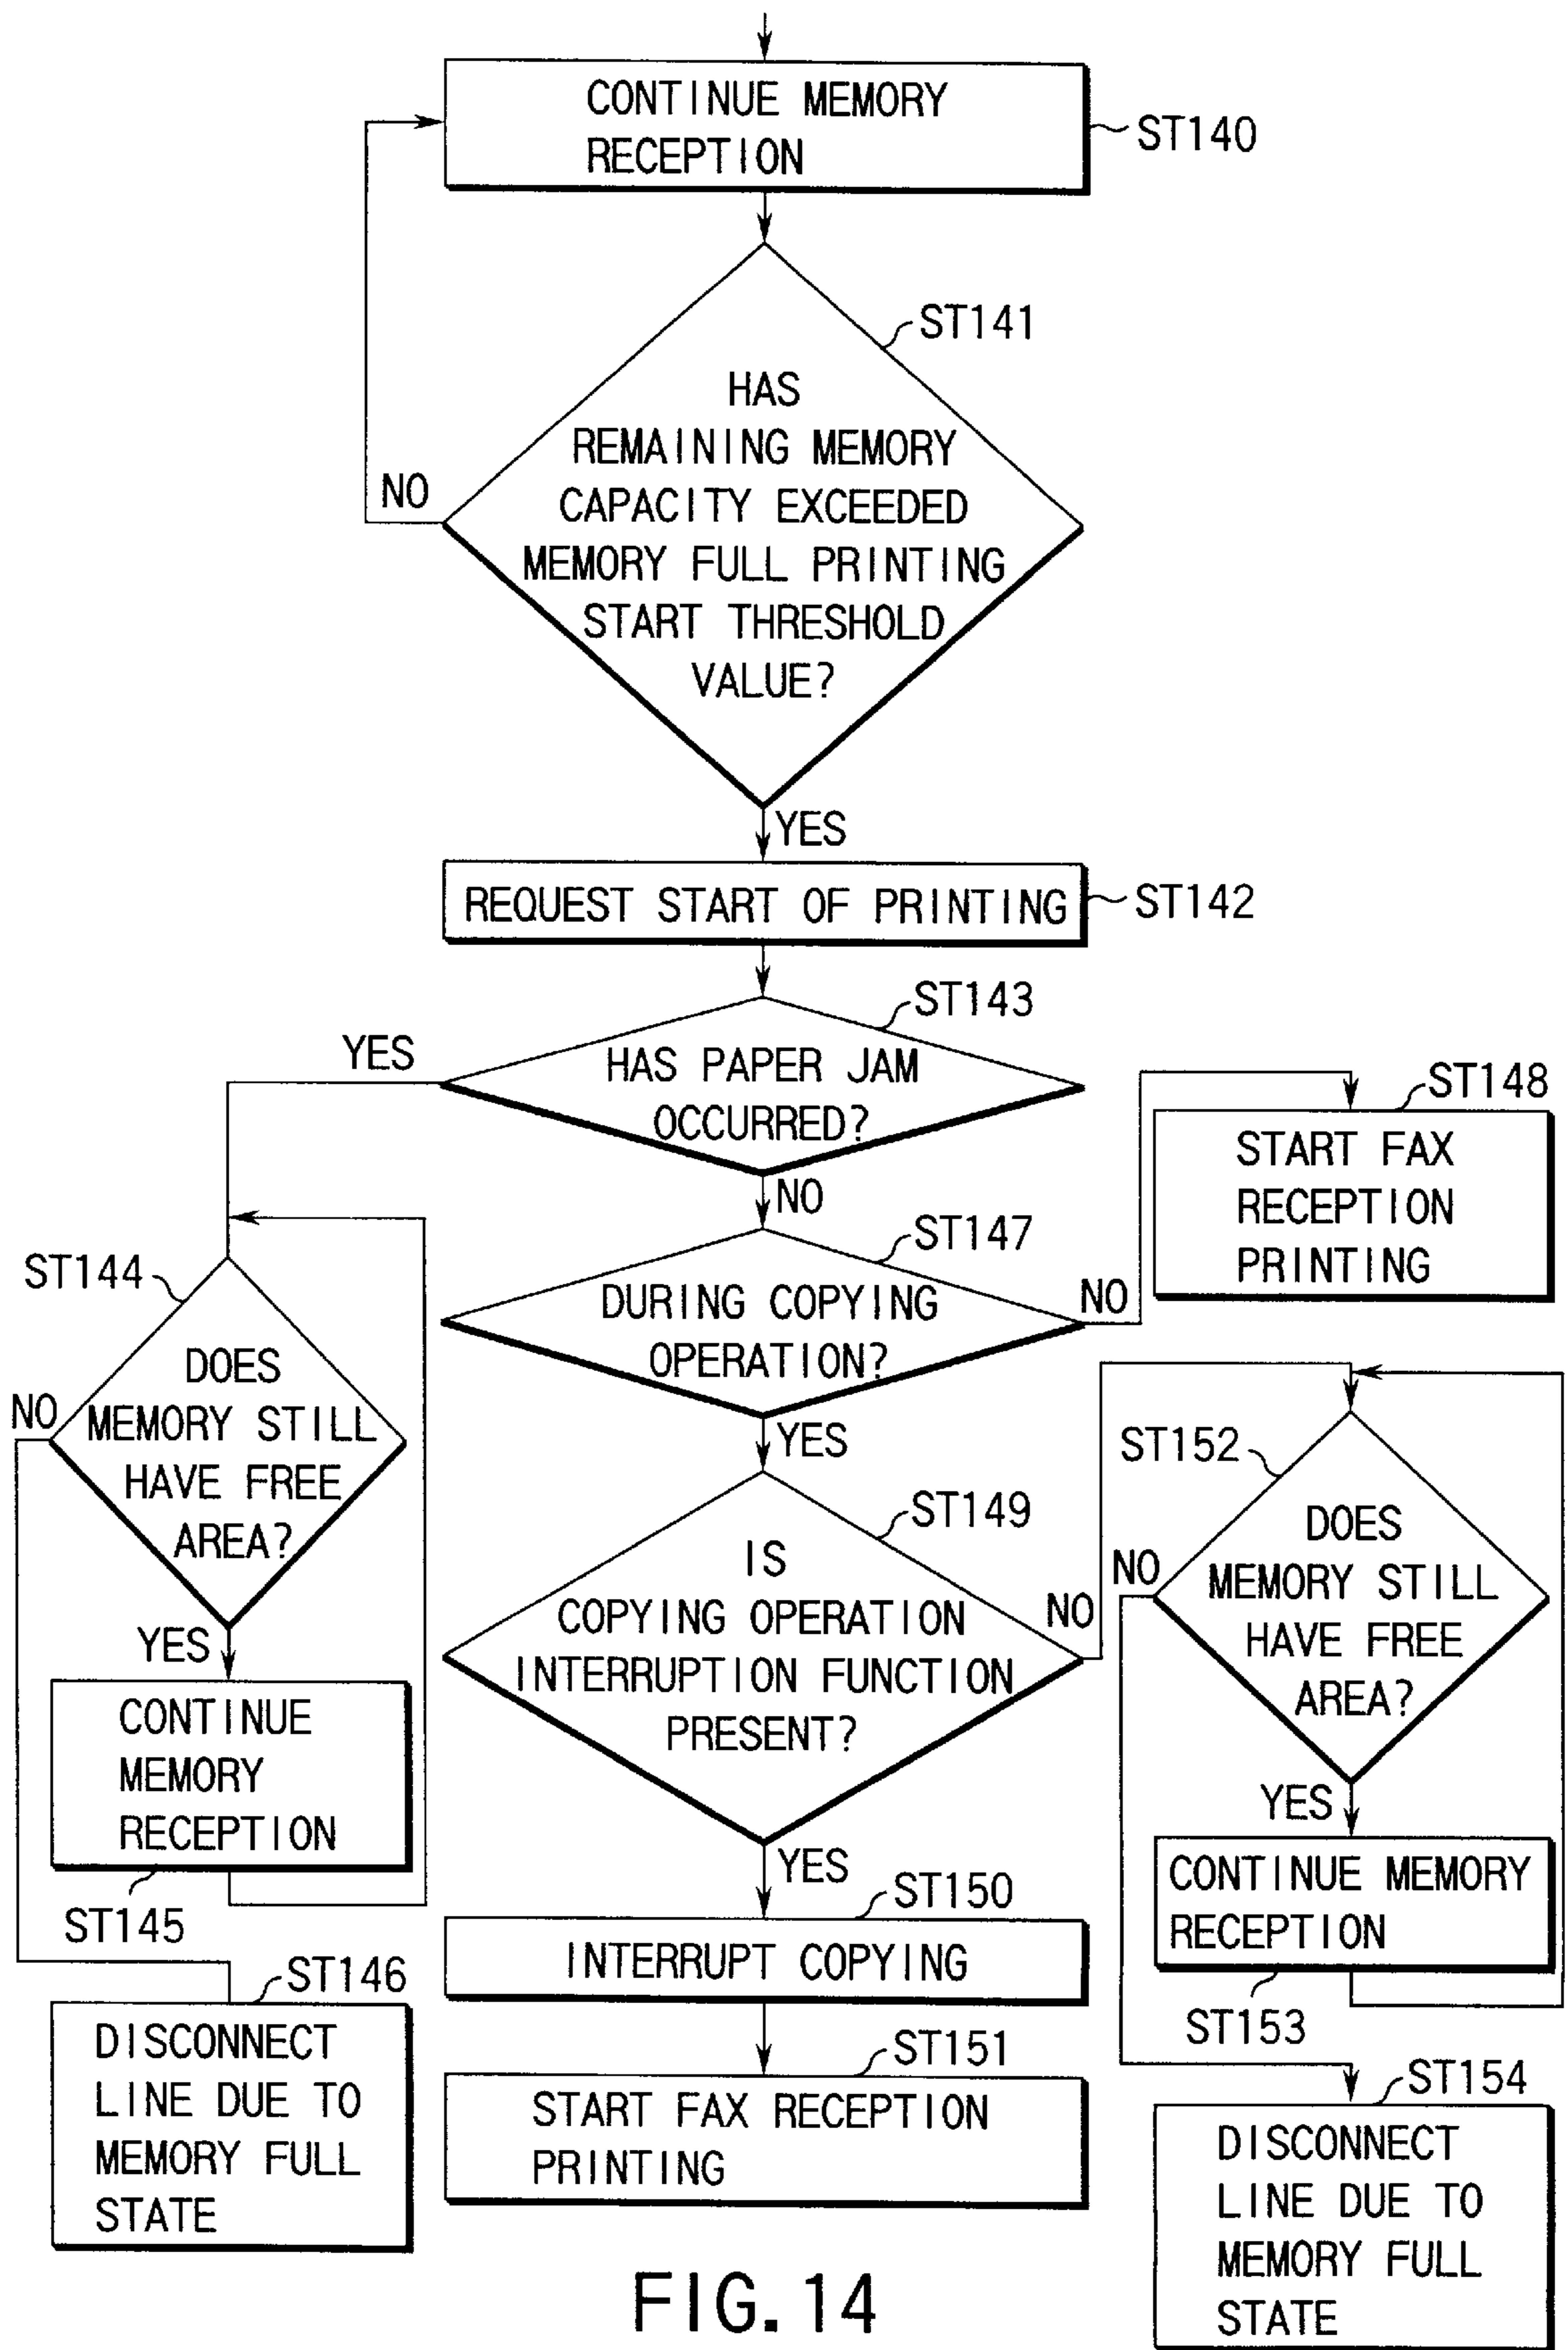 CONTINUE MEMORY
RECEPTION
ST140
ST141
HAS
REMAINING MEMORY
CAPACITY EXCEEDED
MEMORY FULL PRINTING
START THRESHOLD
VALUE?
NO
YES
REQUEST START OF PRINTING
ST142
ST143
YES
HAS PAPER JAM
OCCURRED?
NO
ST148
START FAX
RECEPTION
PRINTING
ST147
DURING COPYING
OPERATION?
NO
YES
ST144
DOES
MEMORY STILL
HAVE FREE
AREA?
NO
YES
CONTINUE
MEMORY
RECEPTION
ST145
ST146
DISCONNECT
LINE DUE TO
MEMORY FULL
STATE
ST149
IS
COPYING OPERATION
INTERRUPTION FUNCTION
PRESENT?
NO
YES
ST150
INTERRUPT COPYING
ST151
START FAX RECEPTION
PRINTING
ST152
DOES
MEMORY STILL
HAVE FREE
AREA?
NO
YES
CONTINUE MEMORY
RECEPTION
ST153
ST154
DISCONNECT
LINE DUE TO
MEMORY FULL
STATE
FIG. 14